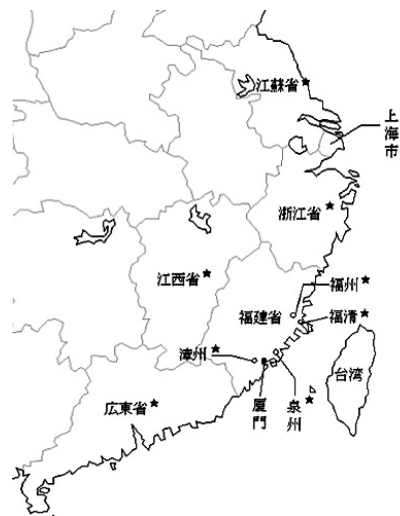 江蘇省★
上海市
浙江省★
江西省★
福州★
福建省
福清★
漳州★
台湾
広東省★
厦門
泉州★